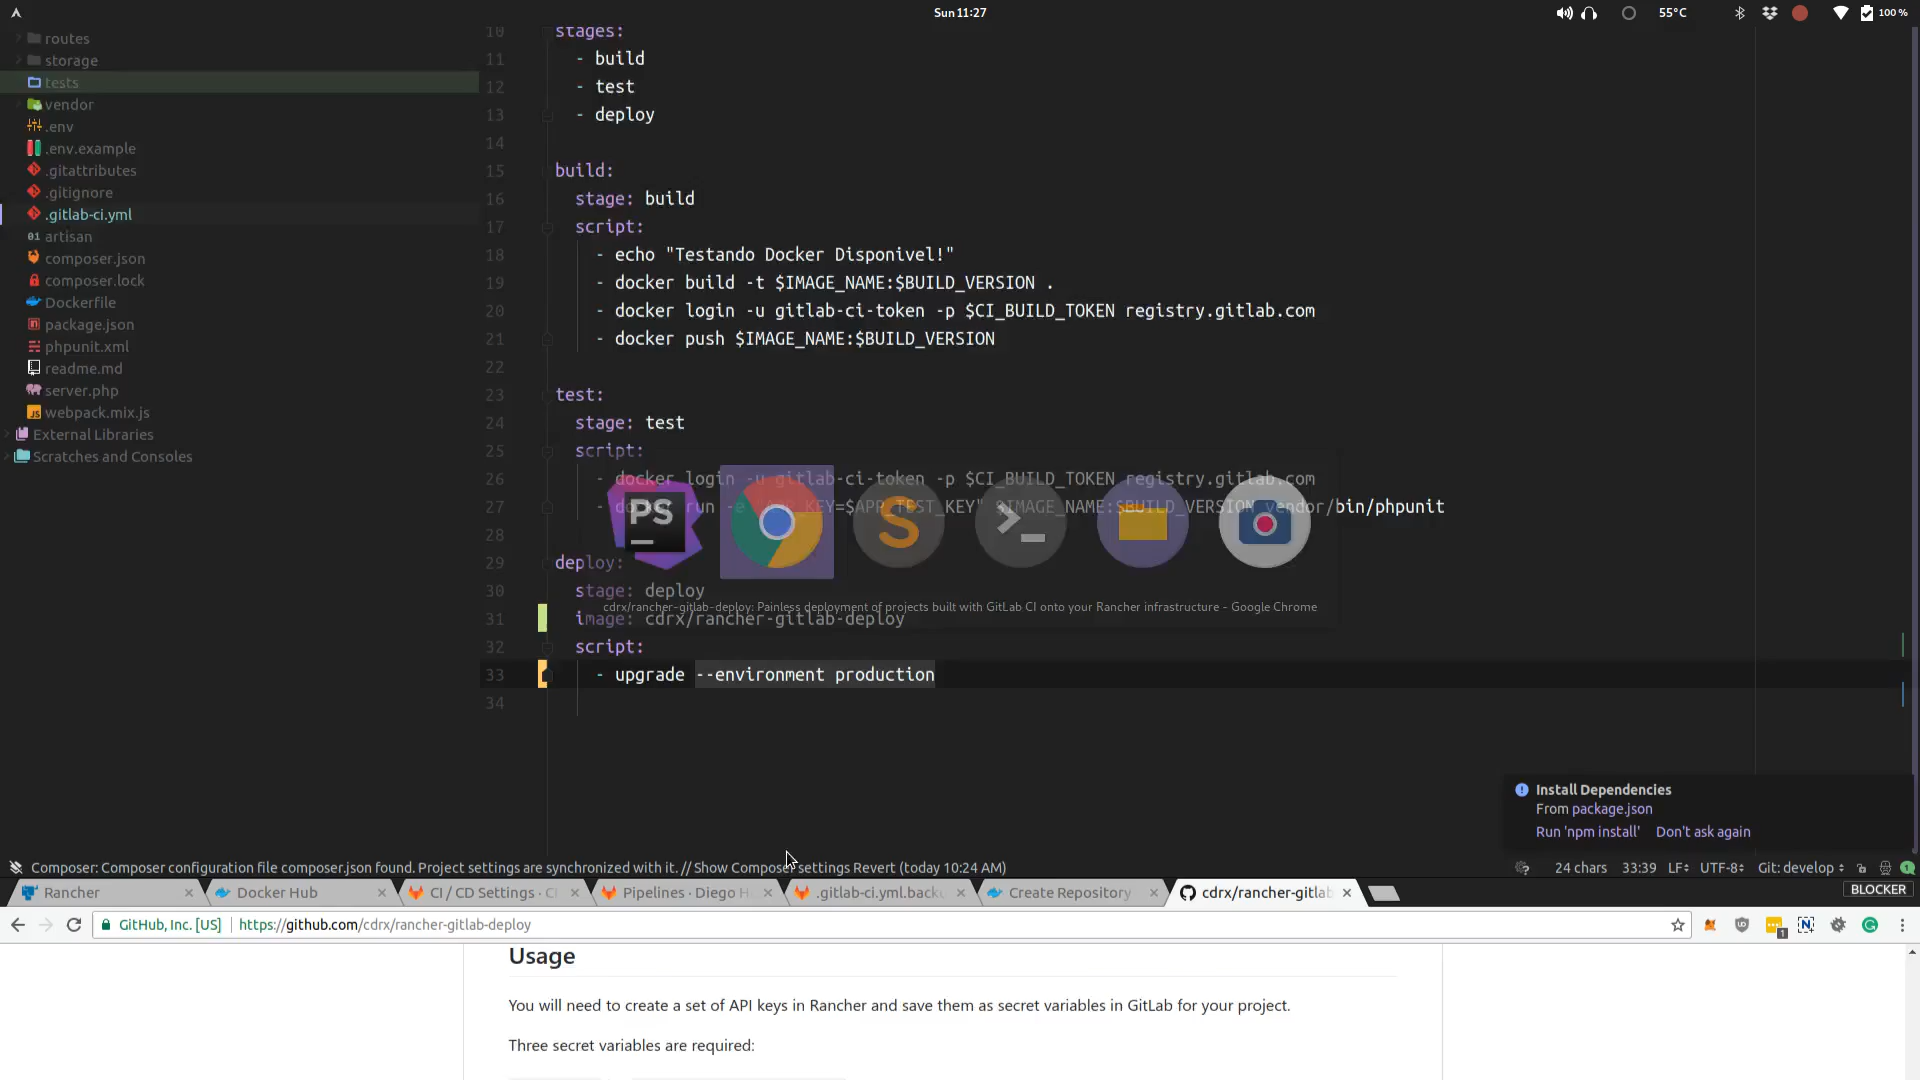 Sun 11:27
55°C
100 %
routes
storage
tests
vendor
.env
.env.example
.gitattributes
.gitignore
.gitlab-ci.yml
artisan
composer.json
composer.lock
Dockerfile
package.json
phpunit.xml
readme.md
server.php
webpack.mix.js
External Libraries
Scratches and Consoles
10 stages:
11 - build
12 - test
13 - deploy
14
15 build:
16 stage: build
17 script:
18 - echo "Testando Docker Disponivel!"
19 - docker build -t $IMAGE_NAME:$BUILD_VERSION .
20 - docker login -u gitlab-ci-token -p $CI_BUILD_TOKEN registry.gitlab.com
21 - docker push $IMAGE_NAME:$BUILD_VERSION
22
23 test:
24 stage: test
25 script:
26 - docker login -u gitlab-ci-token -p $CI_BUILD_TOKEN registry.gitlab.com
27 - docker run -e KEY=$APP_TEST_KEY" $IMAGE_NAME:$BUILD_VERSION vendor/bin/phpunit
28
29 deploy:
30 stage: deploy
31 image: cdrx/rancher-gitlab-deploy
32 script:
33 - upgrade --environment production
34
PS
cdrx/rancher-gitlab-deploy: Painless deployment of projects built with GitLab CI onto your Rancher infrastructure - Google Chrome
Install Dependencies
From package.json
Run 'npm install' Don't ask again
Composer: Composer configuration file composer.json found. Project settings are synchronized with it. // Show Composer settings Revert (today 10:24 AM)
24 chars 33:39 LF UTF-8 Git: develop
Rancher
Docker Hub
CI / CD Settings · C
Pipelines · Diego H
.gitlab-ci.yml.backu
Create Repository
cdrx/rancher-gitlab
BLOCKER
GitHub, Inc. [US] https://github.com/cdrx/rancher-gitlab-deploy
Usage
You will need to create a set of API keys in Rancher and save them as secret variables in GitLab for your project.
Three secret variables are required: